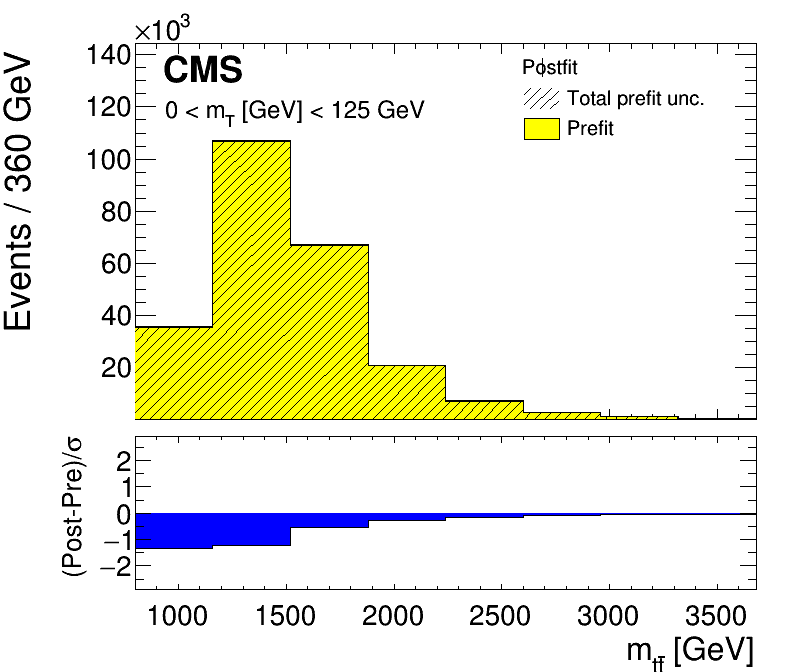 ×10³
140
120
100
80
60
40
20
Events / 360 GeV
CMS
0 < m_T [GeV] < 125 GeV
Postfit
Total prefit unc.
Prefit
(Post-Pre)/σ
2
1
0
−1
−2
1000 1500 2000 2500 3000 3500
m_tt̄ [GeV]